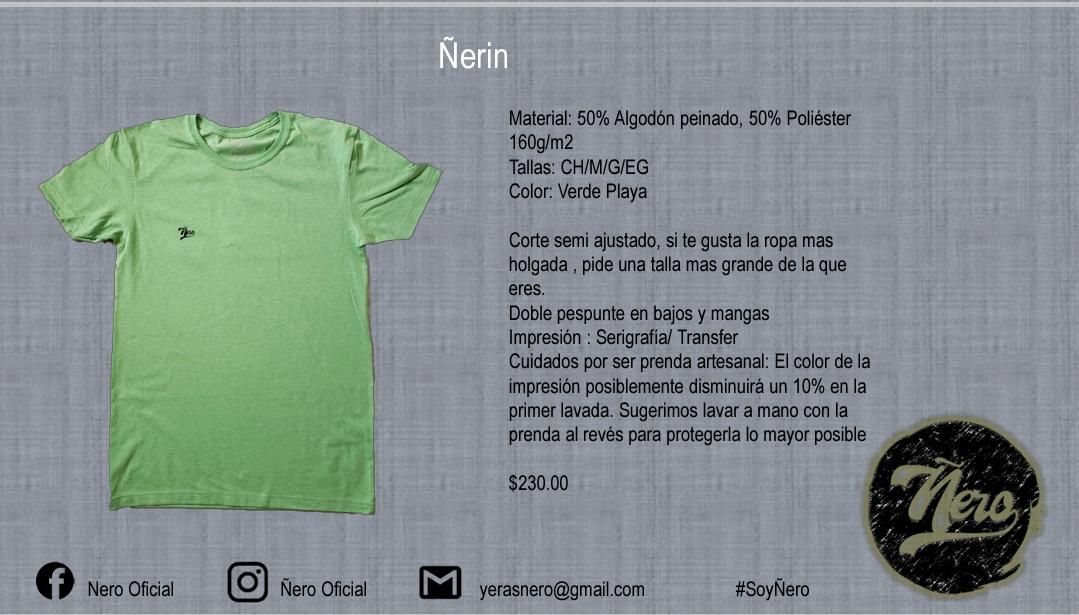 Ñerin
Material: 50% Algodón peinado, 50% Poliéster
160g/m2
Tallas: CH/M/G/EG
Color: Verde Playa
Corte semi ajustado, si te gusta la ropa mas
holgada , pide una talla mas grande de la que
eres.
Doble pespunte en bajos y mangas
Impresión : Serigrafía/ Transfer
Cuidados por ser prenda artesanal: El color de la
impresión posiblemente disminuirá un 10% en la
primer lavada. Sugerimos lavar a mano con la
prenda al revés para protegerla lo mayor posible
$230.00
Ñero
Ñero
Nero Oficial
Ñero Oficial
yerasnero@gmail.com
#SoyÑero